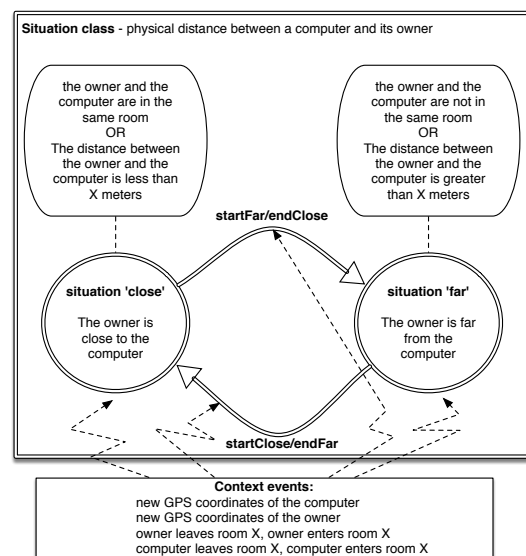 Situation class - physical distance between a computer and its owner
the owner and the
computer are in the
same room
OR
The distance between
the owner and the
computer is less than
X meters
the owner and the
computer are not in
the same room
OR
The distance between
the owner and the
computer is greater
than X meters
startFar/endClose
situation 'close'
The owner is
close to the
computer
situation 'far'
The owner is far
from the
computer
startClose/endFar
Context events:
new GPS coordinates of the computer
new GPS coordinates of the owner
owner leaves room X, owner enters room X
computer leaves room X, computer enters room X